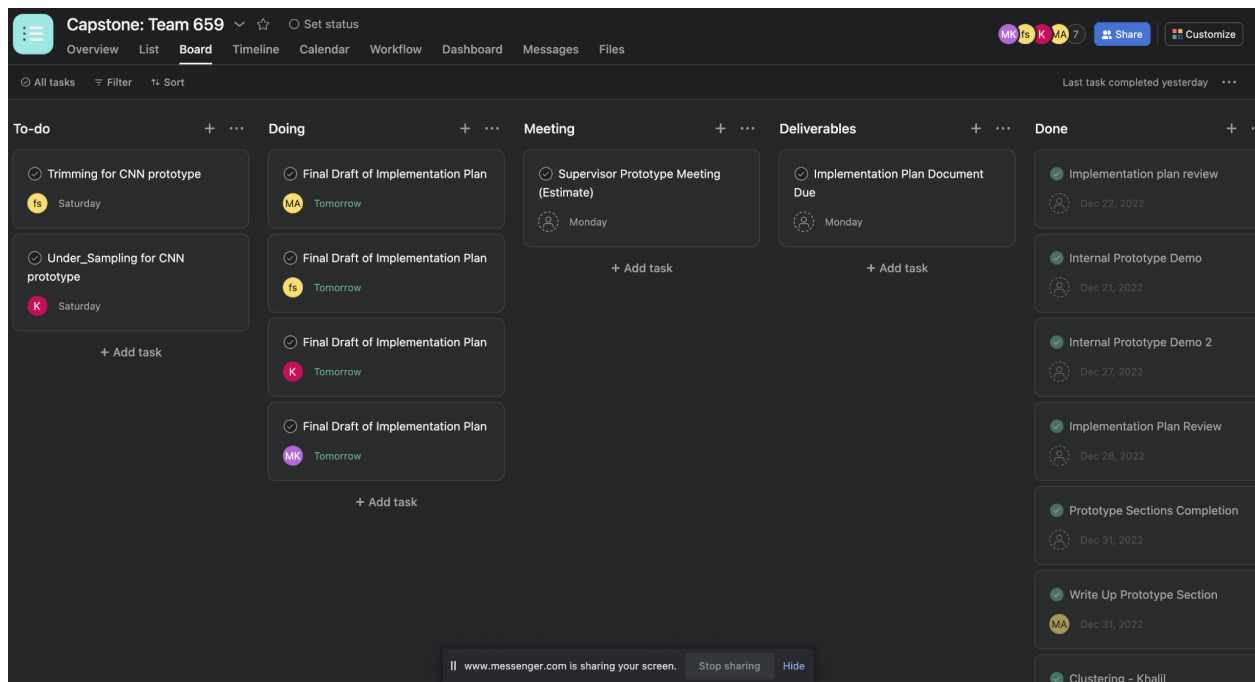 Capstone: Team 659
Set status
Overview List Board Timeline Calendar Workflow Dashboard Messages Files
MK fs K MA 7 Share Customize
All tasks Filter Sort
Last task completed yesterday
To-do
Trimming for CNN prototype
fs Saturday
Under_Sampling for CNN
prototype
K Saturday
+ Add task
Doing
Final Draft of Implementation Plan
MA Tomorrow
Final Draft of Implementation Plan
fs Tomorrow
Final Draft of Implementation Plan
K Tomorrow
Final Draft of Implementation Plan
MK Tomorrow
+ Add task
Meeting
Supervisor Prototype Meeting
(Estimate)
Monday
+ Add task
Deliverables
Implementation Plan Document
Due
Monday
+ Add task
Done
Implementation plan review
Dec 22, 2022
Internal Prototype Demo
Dec 21, 2022
Internal Prototype Demo 2
Dec 27, 2022
Implementation Plan Review
Dec 28, 2022
Prototype Sections Completion
Dec 31, 2022
Write Up Prototype Section
MA Dec 31, 2022
Clustering - Khalil
www.messenger.com is sharing your screen. Stop sharing Hide